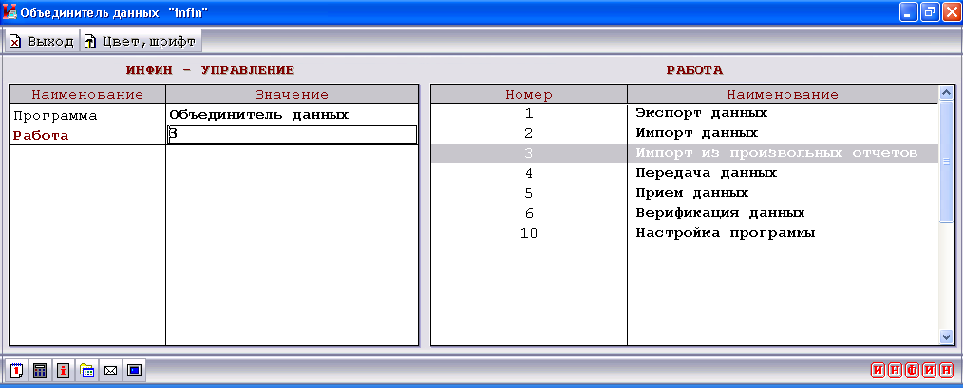 Объединитель данных "Infin"
Выход Цвет, шрифт
ИНФИН - УПРАВЛЕНИЕ
Наименование Значение
Программа Объединитель данных
Работа 3
РАБОТА
Номер Наименование
1 Экспорт данных
2 Импорт данных
3 Импорт из произвольных отчетов
4 Передача данных
5 Прием данных
6 Верификация данных
10 Настройка программы
ИНФИН